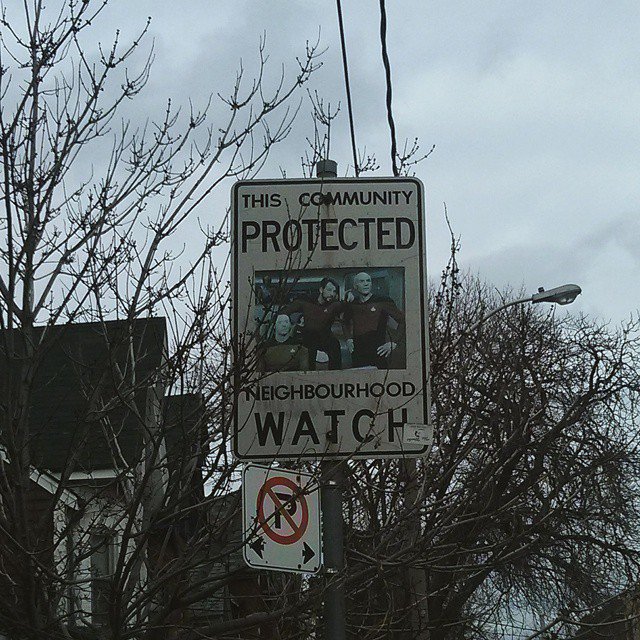 THIS COMMUNITY
PROTECTED
NEIGHBOURHOOD
WATCH
P